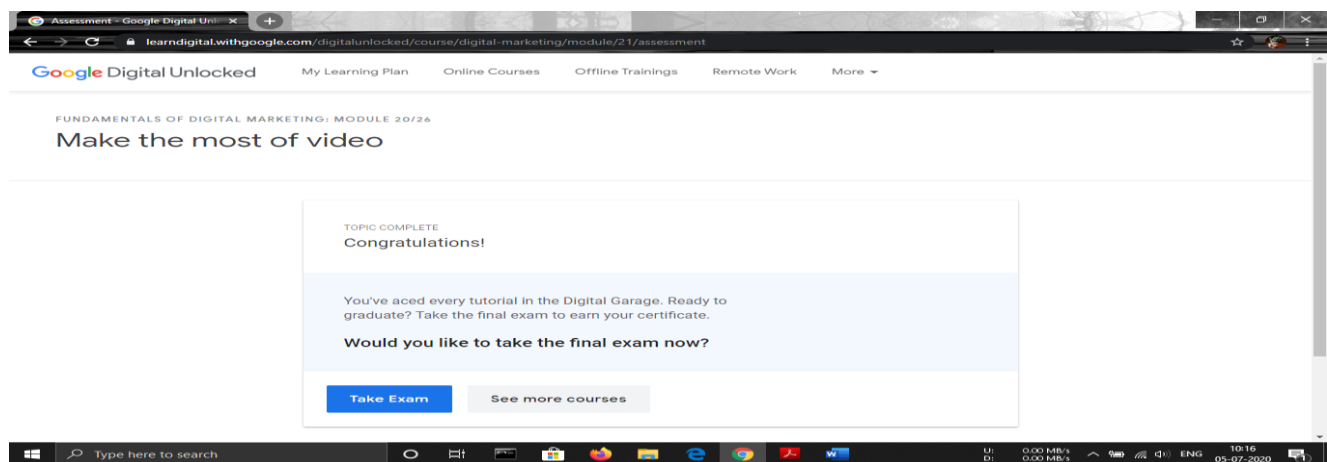 Assessment - Google Digital Unl
learndigital.withgoogle.com/digitalunlocked/course/digital-marketing/module/21/assessment
Google Digital Unlocked My Learning Plan Online Courses Offline Trainings Remote Work More
FUNDAMENTALS OF DIGITAL MARKETING: MODULE 20/26
Make the most of video
TOPIC COMPLETE
Congratulations!
You've aced every tutorial in the Digital Garage. Ready to
graduate? Take the final exam to earn your certificate.
Would you like to take the final exam now?
Take Exam See more courses
Type here to search
U: 0.00 MB/s
D: 0.00 MB/s
ENG
10:16
05-07-2020